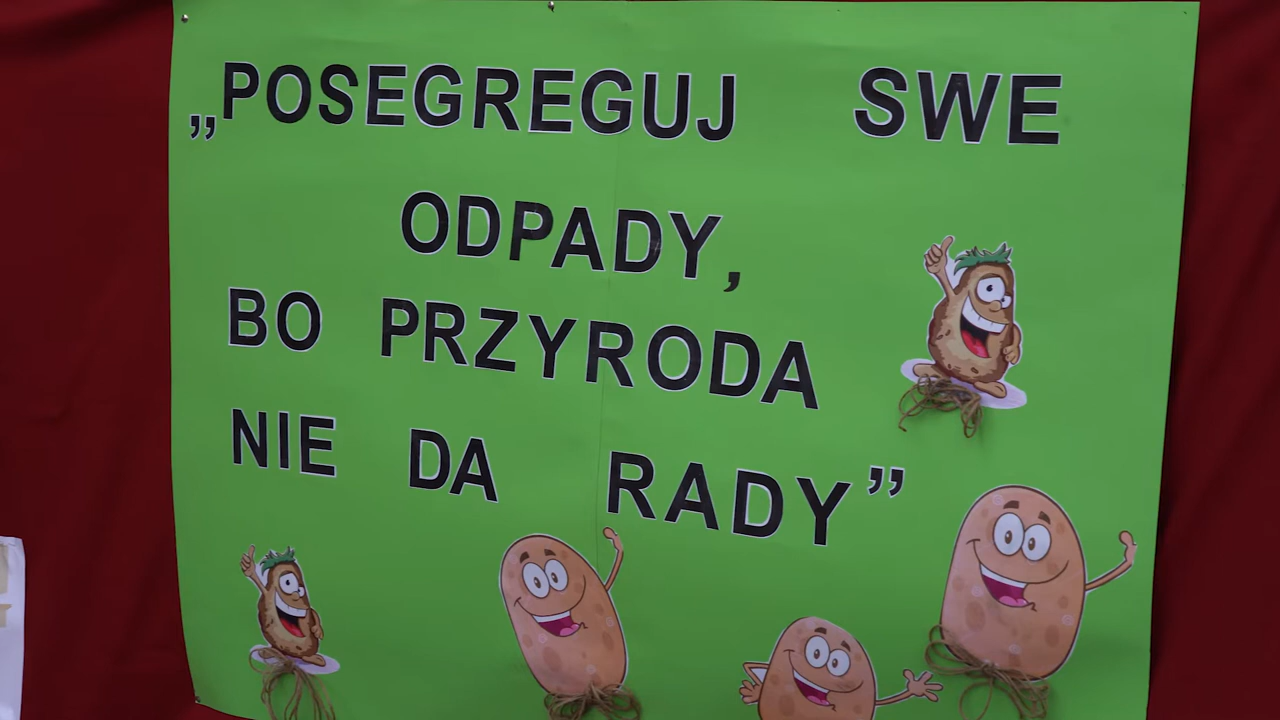 „POSEGREGUJ SWE
ODPADY,
BO PRZYRODA
NIE DA RADY”